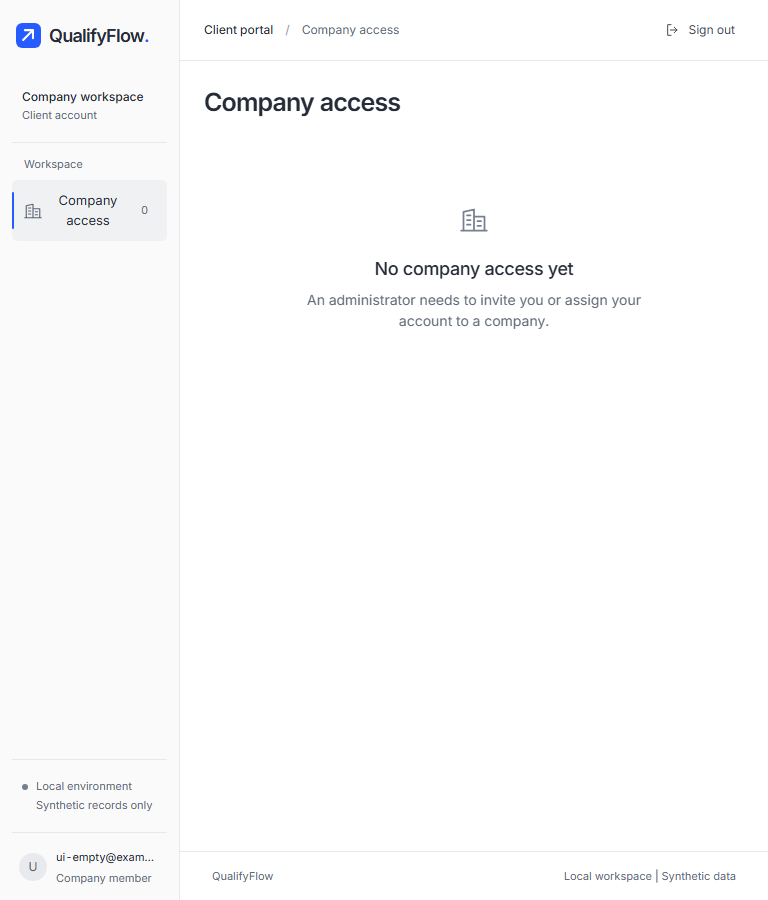 QualifyFlow.
Company workspace
Client account
Workspace
Company
access
0
Local environment
Synthetic records only
U
ui-empty@exam...
Company member
Client portal / Company access
Sign out
Company access
No company access yet
An administrator needs to invite you or assign your
account to a company.
QualifyFlow
Local workspace | Synthetic data